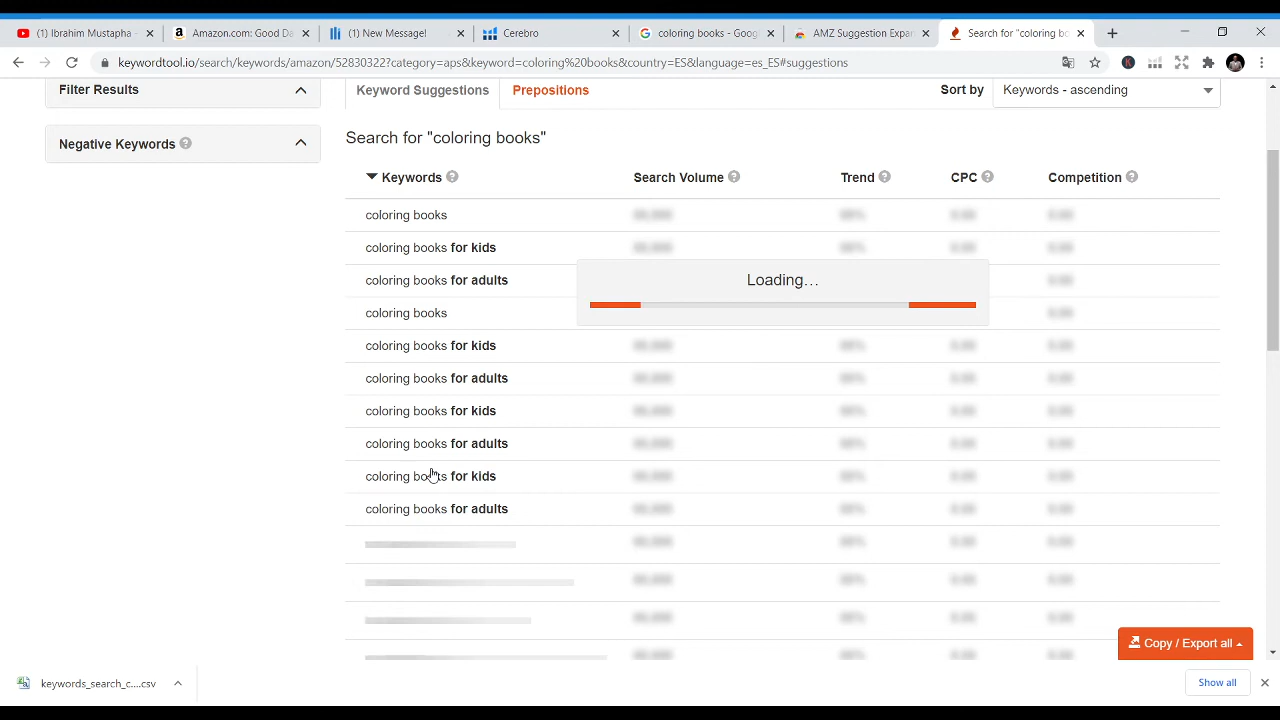 (1) Ibrahim Mustapha
Amazon.com: Good Da
(1) New Message!
Cerebro
coloring books - Goog
AMZ Suggestion Expan
Search for "coloring bo
keywordtool.io/search/keywords/amazon/52830322?category=aps&keyword=coloring%20books&country=ES&language=es_ES#suggestions
Filter Results
Keyword Suggestions
Prepositions
Sort by
Keywords - ascending
Negative Keywords
Search for "coloring books"
Keywords
Search Volume
Trend
CPC
Competition
coloring books
coloring books for kids
coloring books for adults
Loading…
coloring books
coloring books for kids
coloring books for adults
coloring books for kids
coloring books for adults
coloring books for kids
coloring books for adults
Copy / Export all
keywords_search_c....csv
Show all